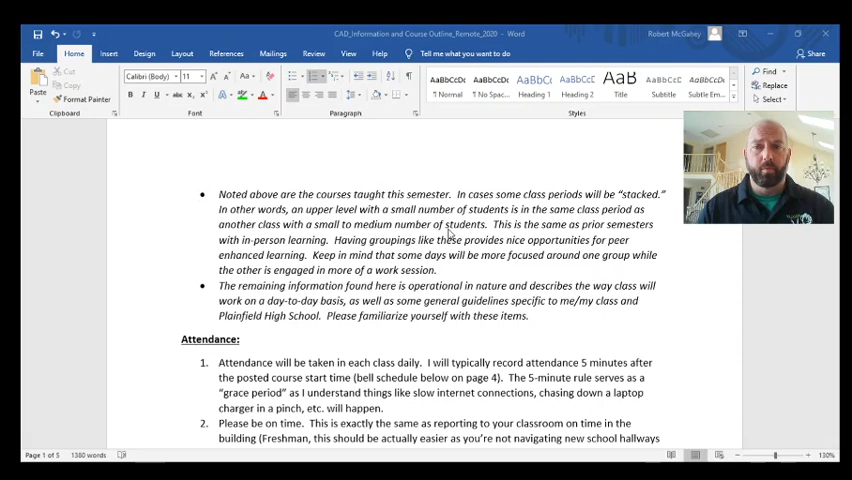 CAD_Information and Course Outline_Remote_2020 - Word
Robert McGahey
File Home Insert Design Layout References Mailings Review View Help Tell me what you want to do Share
Paste
Cut
Copy
Format Painter
Clipboard
Calibri (Body) 11
Font
Paragraph
AaBbCcDc AaBbCcDc AaBbCc AaBbCcC AaB AaBbCcD AaBbCcDc
¶ Normal ¶ No Spac... Heading 1 Heading 2 Title Subtitle Subtle Em...
Styles
Find
Replace
Select
• Noted above are the courses taught this semester. In cases some class periods will be “stacked.”
In other words, an upper level with a small number of students is in the same class period as
another class with a small to medium number of students. This is the same as prior semesters
with in-person learning. Having groupings like these provides nice opportunities for peer
enhanced learning. Keep in mind that some days will be more focused around one group while
the other is engaged in more of a work session.
• The remaining information found here is operational in nature and describes the way class will
work on a day-to-day basis, as well as some general guidelines specific to me/my class and
Plainfield High School. Please familiarize yourself with these items.
Attendance:
1. Attendance will be taken in each class daily. I will typically record attendance 5 minutes after
the posted course start time (bell schedule below on page 4). The 5-minute rule serves as a
“grace period” as I understand things like slow internet connections, chasing down a laptop
charger in a pinch, etc. will happen.
2. Please be on time. This is exactly the same as reporting to your classroom on time in the
building (Freshman, this should be actually easier as you’re not navigating new school hallways
Page 1 of 5 1380 words 130%